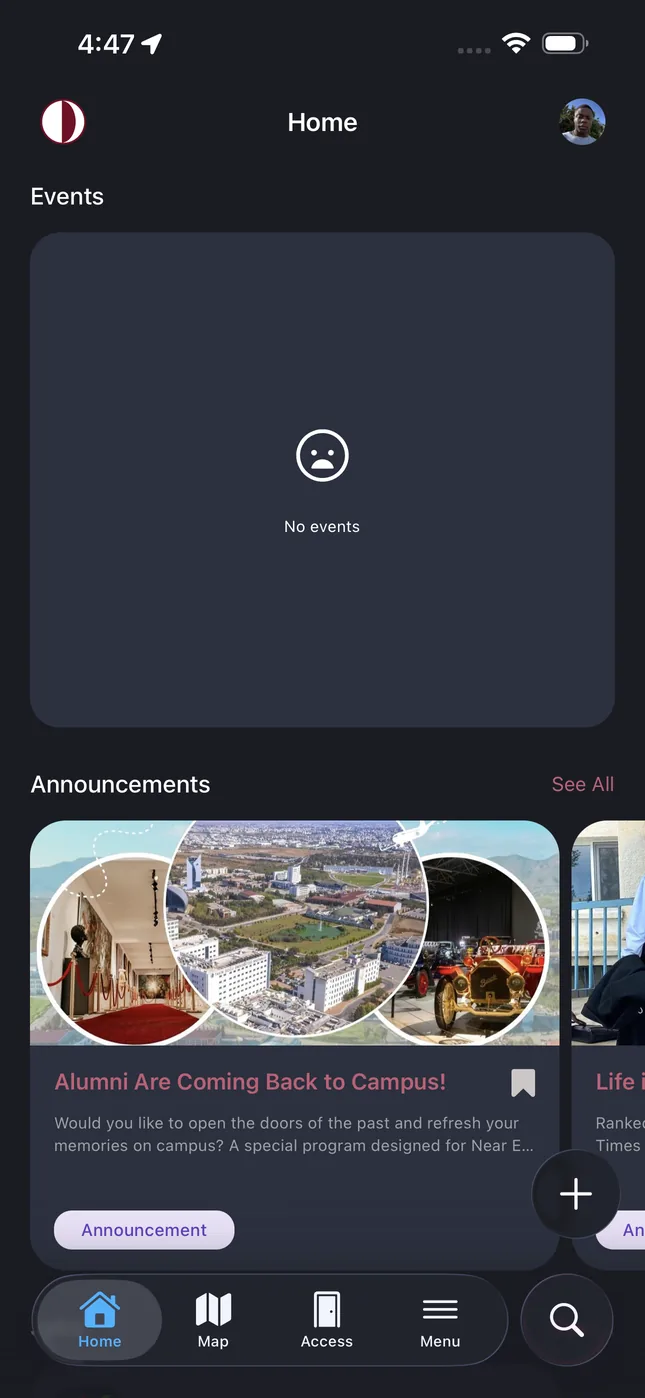 4:47
Home
Events
No events
Announcements
See All
Alumni Are Coming Back to Campus!
Would you like to open the doors of the past and refresh your
memories on campus? A special program designed for Near E...
Announcement
Life i
Ranked
Times
An
Home
Map
Access
Menu